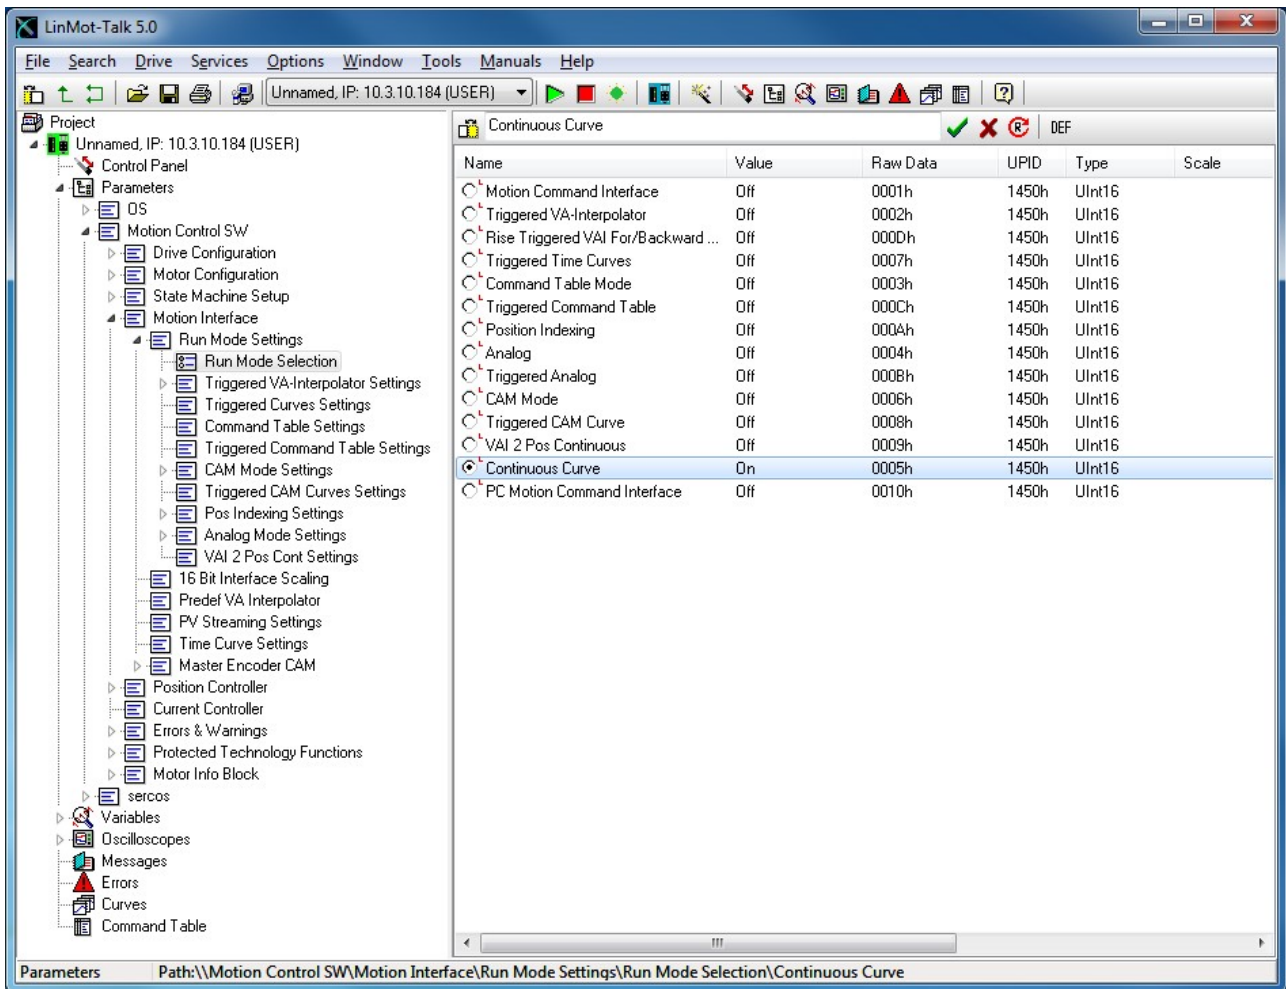 LinMot-Talk 5.0
File Search Drive Services Options Window Tools Manuals Help
Unnamed, IP: 10.3.10.184 (USER)
Project
Unnamed, IP: 10.3.10.184 (USER)
Control Panel
Parameters
OS
Motion Control SW
Drive Configuration
Motor Configuration
State Machine Setup
Motion Interface
Run Mode Settings
Run Mode Selection
Triggered VA-Interpolator Settings
Triggered Curves Settings
Command Table Settings
Triggered Command Table Settings
CAM Mode Settings
Triggered CAM Curves Settings
Pos Indexing Settings
Analog Mode Settings
VAI 2 Pos Cont Settings
16 Bit Interface Scaling
Predef VA Interpolator
PV Streaming Settings
Time Curve Settings
Master Encoder CAM
Position Controller
Current Controller
Errors & Warnings
Protected Technology Functions
Motor Info Block
sercos
Variables
Oscilloscopes
Messages
Errors
Curves
Command Table
Continuous Curve DEF
Name Value Raw Data UPID Type Scale
Motion Command Interface Off 0001h 1450h UInt16
Triggered VA-Interpolator Off 0002h 1450h UInt16
Rise Triggered VAI For/Backward ... Off 000Dh 1450h UInt16
Triggered Time Curves Off 0007h 1450h UInt16
Command Table Mode Off 0003h 1450h UInt16
Triggered Command Table Off 000Ch 1450h UInt16
Position Indexing Off 000Ah 1450h UInt16
Analog Off 0004h 1450h UInt16
Triggered Analog Off 000Bh 1450h UInt16
CAM Mode Off 0006h 1450h UInt16
Triggered CAM Curve Off 0008h 1450h UInt16
VAI 2 Pos Continuous Off 0009h 1450h UInt16
Continuous Curve On 0005h 1450h UInt16
PC Motion Command Interface Off 0010h 1450h UInt16
Parameters Path:\\Motion Control SW\Motion Interface\Run Mode Settings\Run Mode Selection\Continuous Curve